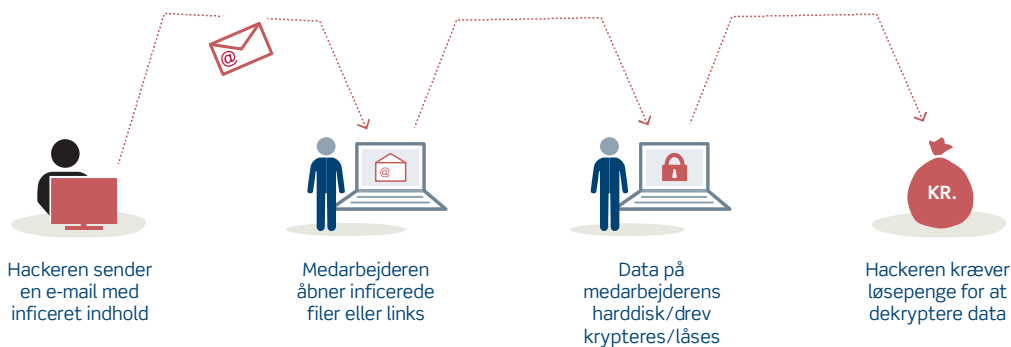 @
@
KR.
Hackeren sender
en e-mail med
inficeret indhold
Medarbejderen
åbner inficerede
filer eller links
Data på
medarbejderens
harddisk/drev
krypteres/låses
Hackeren kræver
løsepenge for at
dekryptere data